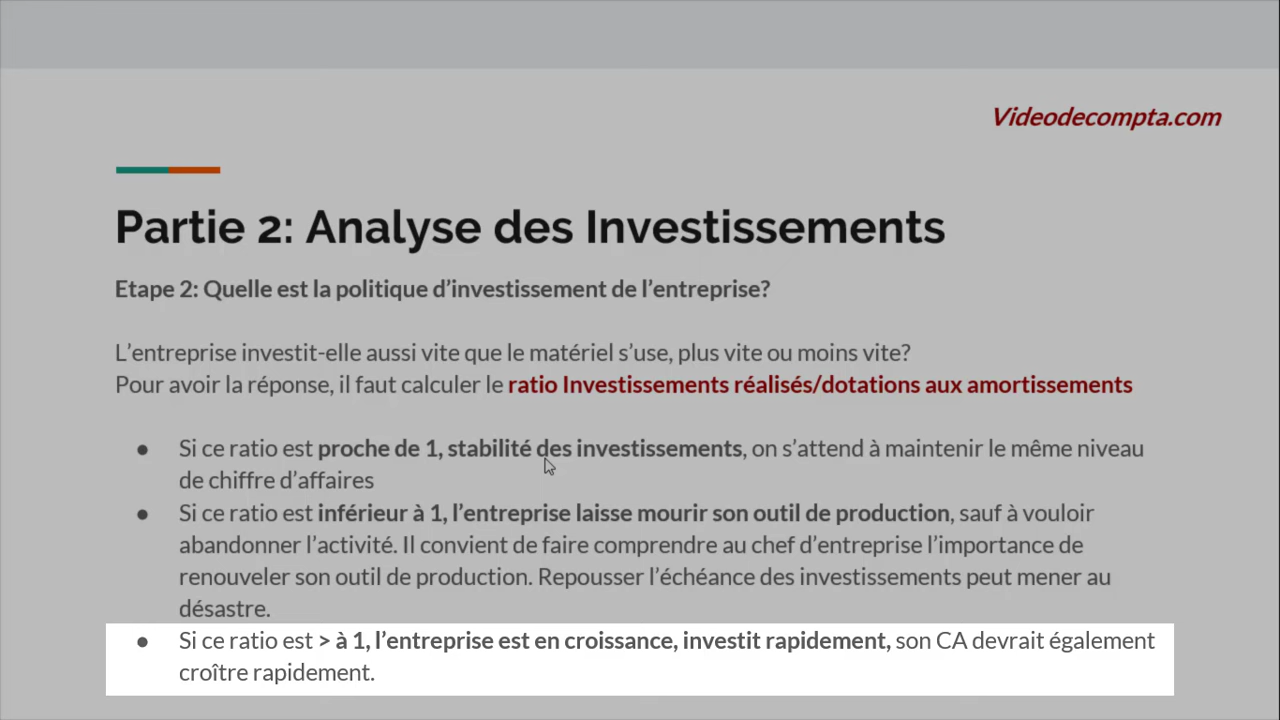 Videodecompta.com
Partie 2: Analyse des Investissements
Etape 2: Quelle est la politique d’investissement de l’entreprise?
L’entreprise investit-elle aussi vite que le matériel s’use, plus vite ou moins vite?
Pour avoir la réponse, il faut calculer le ratio Investissements réalisés/dotations aux amortissements
● Si ce ratio est proche de 1, stabilité des investissements, on s’attend à maintenir le même niveau
de chiffre d’affaires
● Si ce ratio est inférieur à 1, l’entreprise laisse mourir son outil de production, sauf à vouloir
abandonner l’activité. Il convient de faire comprendre au chef d’entreprise l’importance de
renouveler son outil de production. Repousser l’échéance des investissements peut mener au
désastre.
● Si ce ratio est > à 1, l’entreprise est en croissance, investit rapidement, son CA devrait également
croître rapidement.